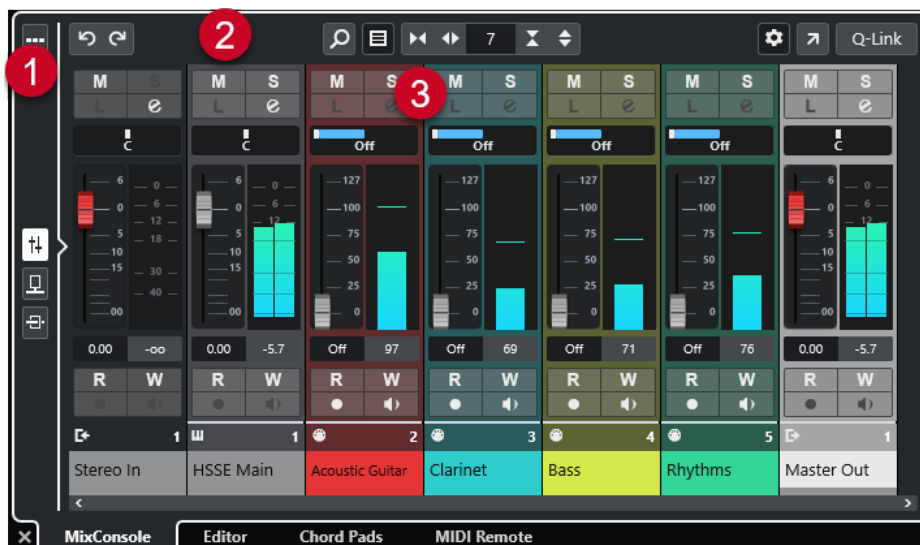 1 2 3
7 Q-Link
M S M S M S M S M S M S M S
L e L e L e L e L e L e L e
C C Off Off Off Off C
6 0 6 0 127 127 127 127 6 0
0 6 0 6 100 100 100 100 0 6
5 12 5 12 75 75 75 75 5 12
18
10 10 50 50 50 50 10
15 30 15 25 25 25 25 15
40
00 00 0 0 0 0 00
0.00 -oo 0.00 -5.7 Off 97 Off 69 Off 71 Off 76 0.00 -5.7
R W R W R W R W R W R W R W
1 1 2 3 4 5 1
Stereo In HSSE Main Acoustic Guitar Clarinet Bass Rhythms Master Out
MixConsole Editor Chord Pads MIDI Remote